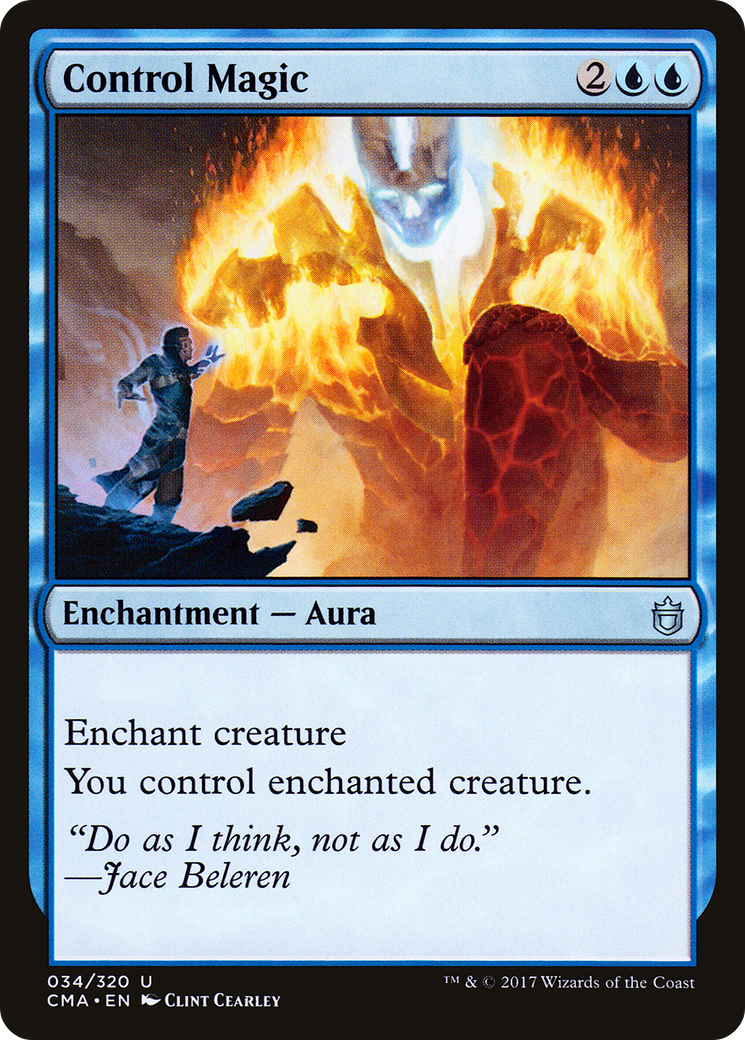 Control Magic 2
Enchantment — Aura
Enchant creature
You control enchanted creature.
“Do as I think, not as I do.”
—Jace Beleren
034/320 U
™ & © 2017 Wizards of the Coast
CMA • EN Clint Cearley